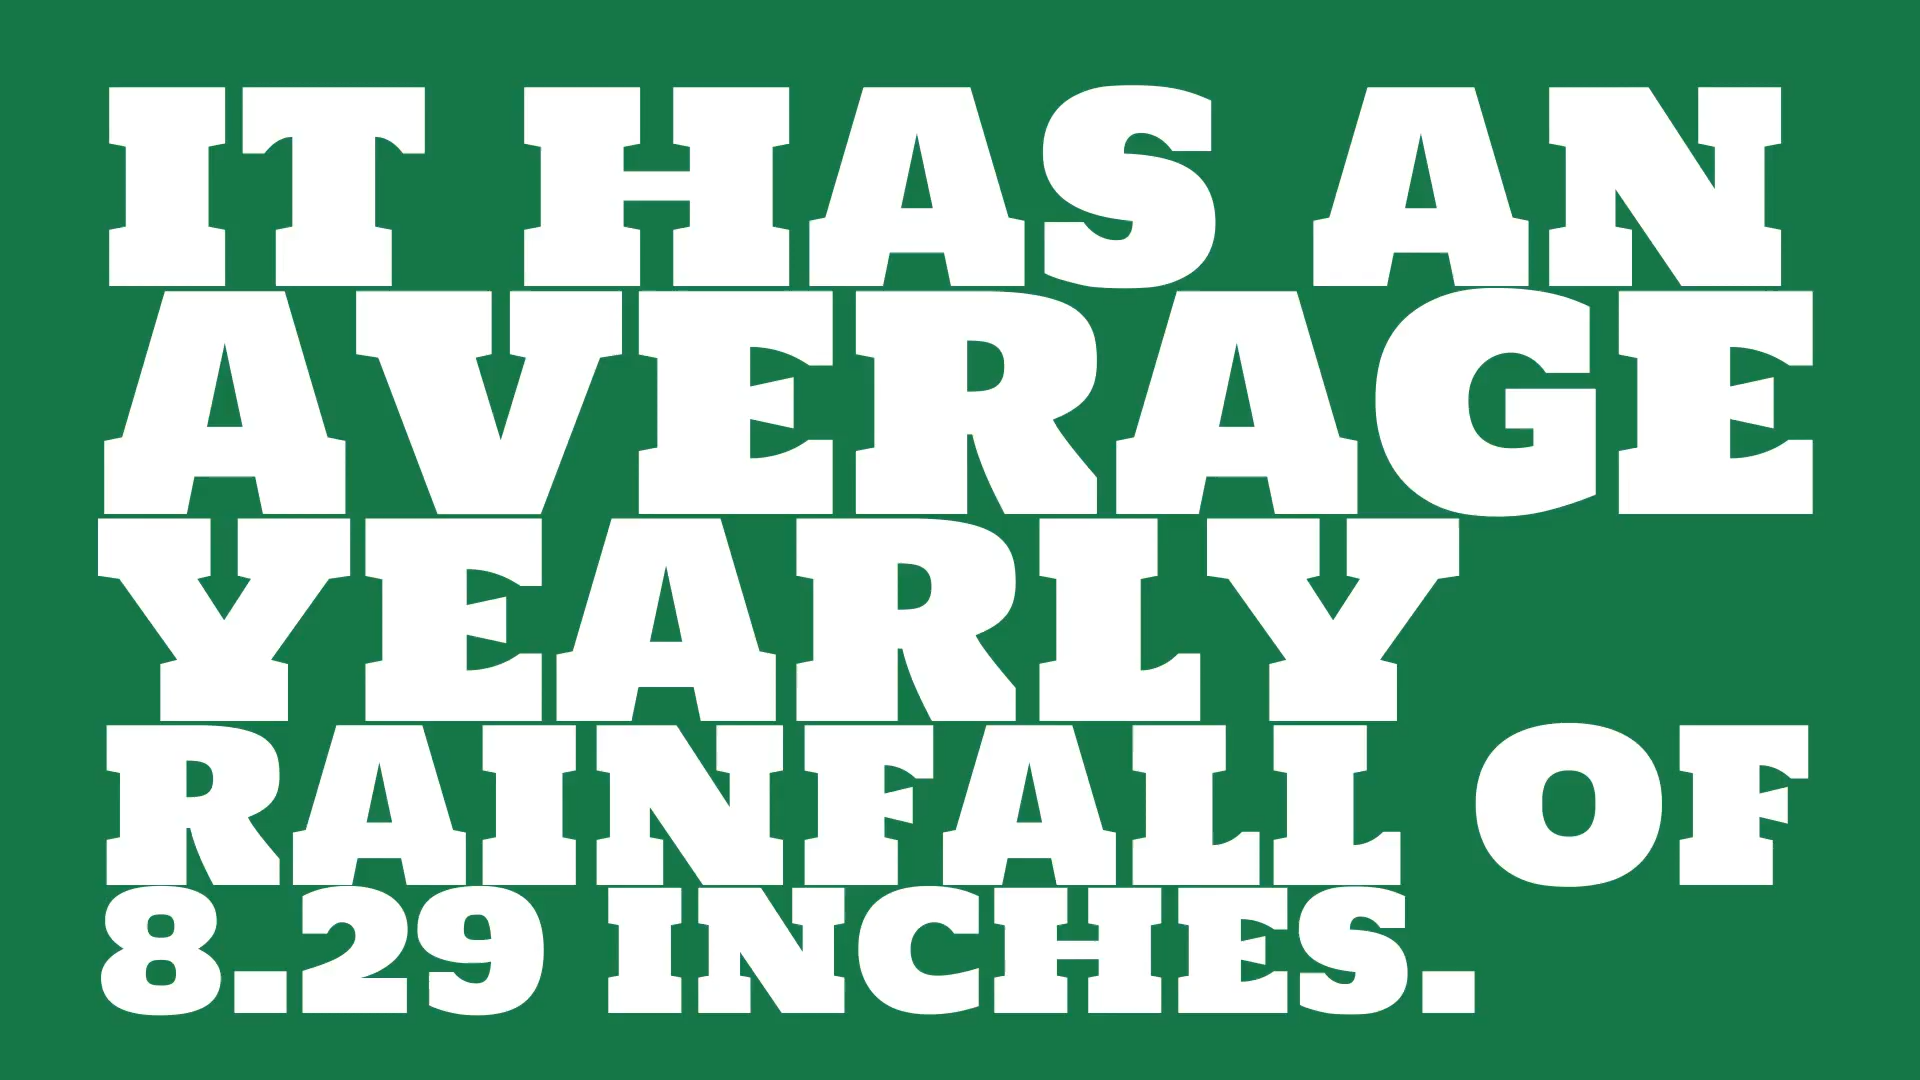 IT HAS AN
AVERAGE
YEARLY
RAINFALL OF
8.29 INCHES.